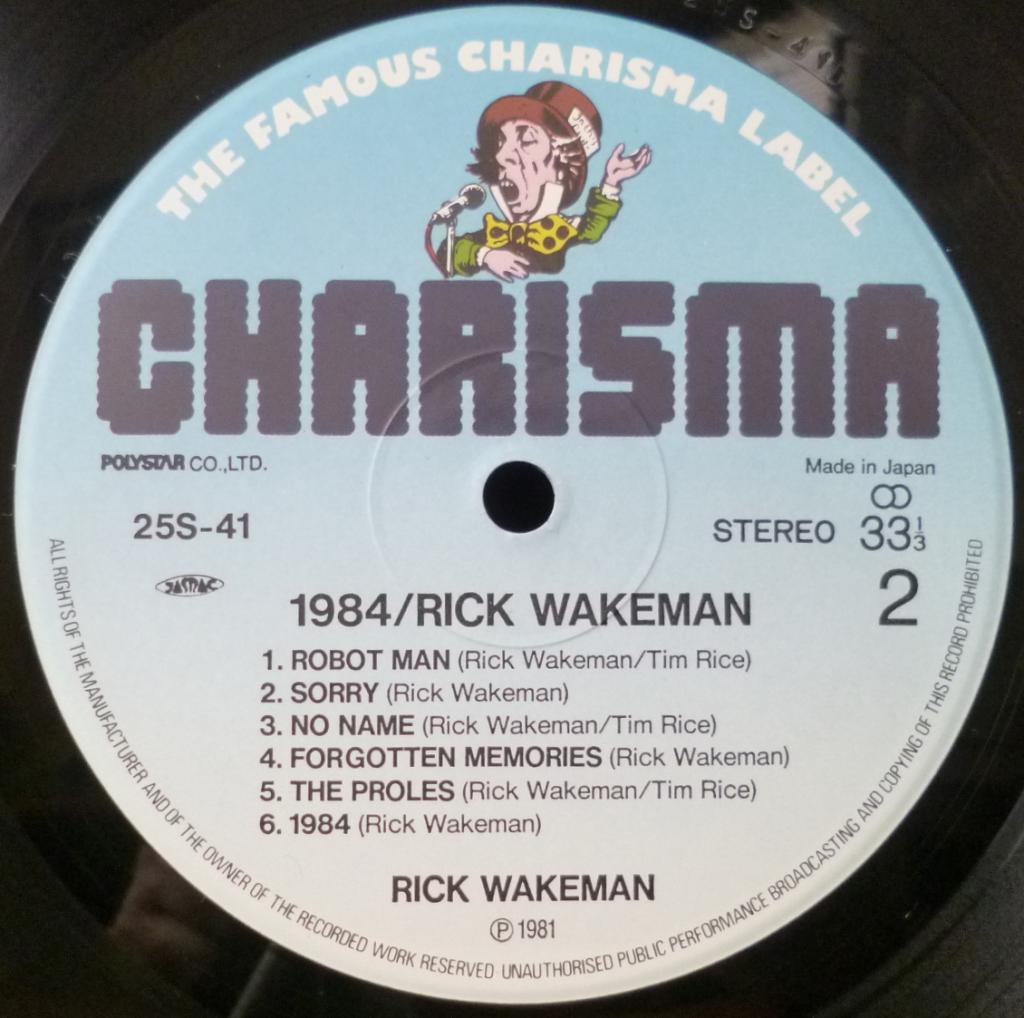 THE FAMOUS CHARISMA LABEL
CHARISMA
POLYSTAR CO.,LTD.
Made in Japan
25S-41
STEREO 33 1/3
JASRAC
2
1984/RICK WAKEMAN
1. ROBOT MAN (Rick Wakeman/Tim Rice)
2. SORRY (Rick Wakeman)
3. NO NAME (Rick Wakeman/Tim Rice)
4. FORGOTTEN MEMORIES (Rick Wakeman)
5. THE PROLES (Rick Wakeman/Tim Rice)
6. 1984 (Rick Wakeman)
RICK WAKEMAN
℗ 1981
ALL RIGHTS OF THE MANUFACTURER AND OF THE OWNER OF THE RECORDED WORK RESERVED UNAUTHORISED PUBLIC PERFORMANCE BROADCASTING AND COPYING OF THIS RECORD PROHIBITED